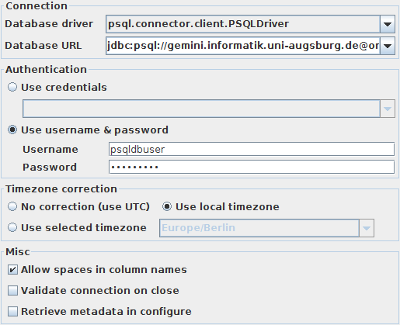 Connection
Database driver psql.connector.client.PSQLDriver
Database URL jdbc:psql://gemini.informatik.uni-augsburg.de@or
Authentication
Use credentials
Use username & password
Username psqldbuser
Password •••••••••
Timezone correction
No correction (use UTC) Use local timezone
Use selected timezone Europe/Berlin
Misc
Allow spaces in column names
Validate connection on close
Retrieve metadata in configure